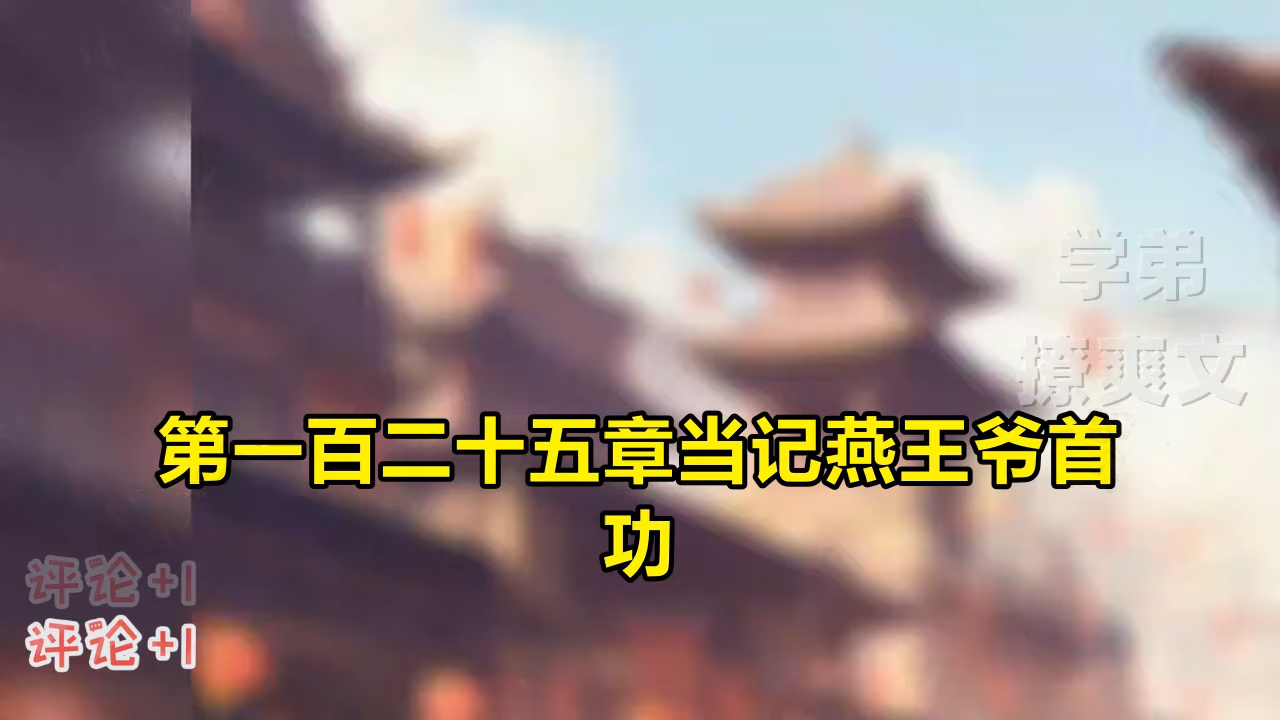 学弟
撩爽文
第一百二十五章当记燕王爷首
功
评论+1
评论+1